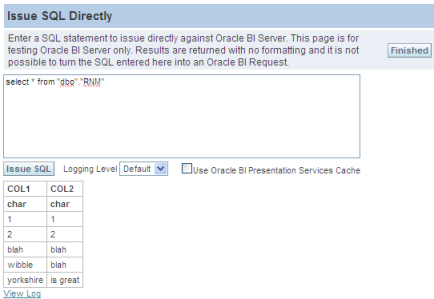 Issue SQL Directly
Enter a SQL statement to issue directly against Oracle BI Server. This page is for
testing Oracle BI Server only. Results are returned with no formatting and it is not
possible to turn the SQL entered here into an Oracle BI Request.
Finished
select * from "dbo"."RNM"
Issue SQL Logging Level Default Use Oracle BI Presentation Services Cache
COL1 COL2
char char
1 1
2 2
blah blah
wibble blah
yorkshire is great
View Log